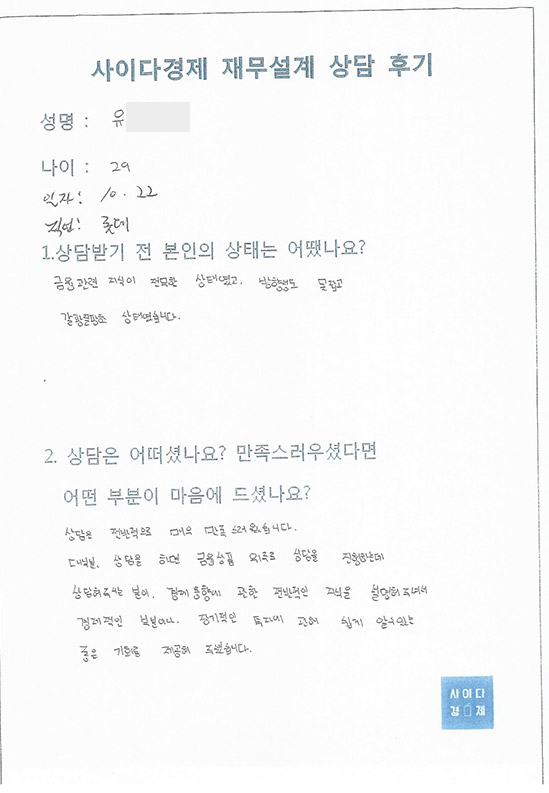 사이다경제 재무설계 상담 후기
성명 : 유
나이 : 29
일자 : 10. 22
직업 : 롯데
1.상담받기 전 본인의 상태는 어땠나요?
금융관련 지식이 전무한 상태였고. 방향성도 몰랐고
갈팡질팡한 상태였습니다.
2. 상담은 어떠셨나요? 만족스러우셨다면
어떤 부분이 마음에 드셨나요?
상담은 전반적으로 매우 만족스러웠습니다.
대부분. 상담을 하면 금융상품 위주로 상담을 진행하는데
상담해주시는 분이. 경제동향에 관한 전반적인 지식을 설명해주셔서
경제적인 부분이나. 장기적인 투자에 관해 쉽게 알수있는
좋은 기회를 제공해 주셨습니다.
사이다
경제